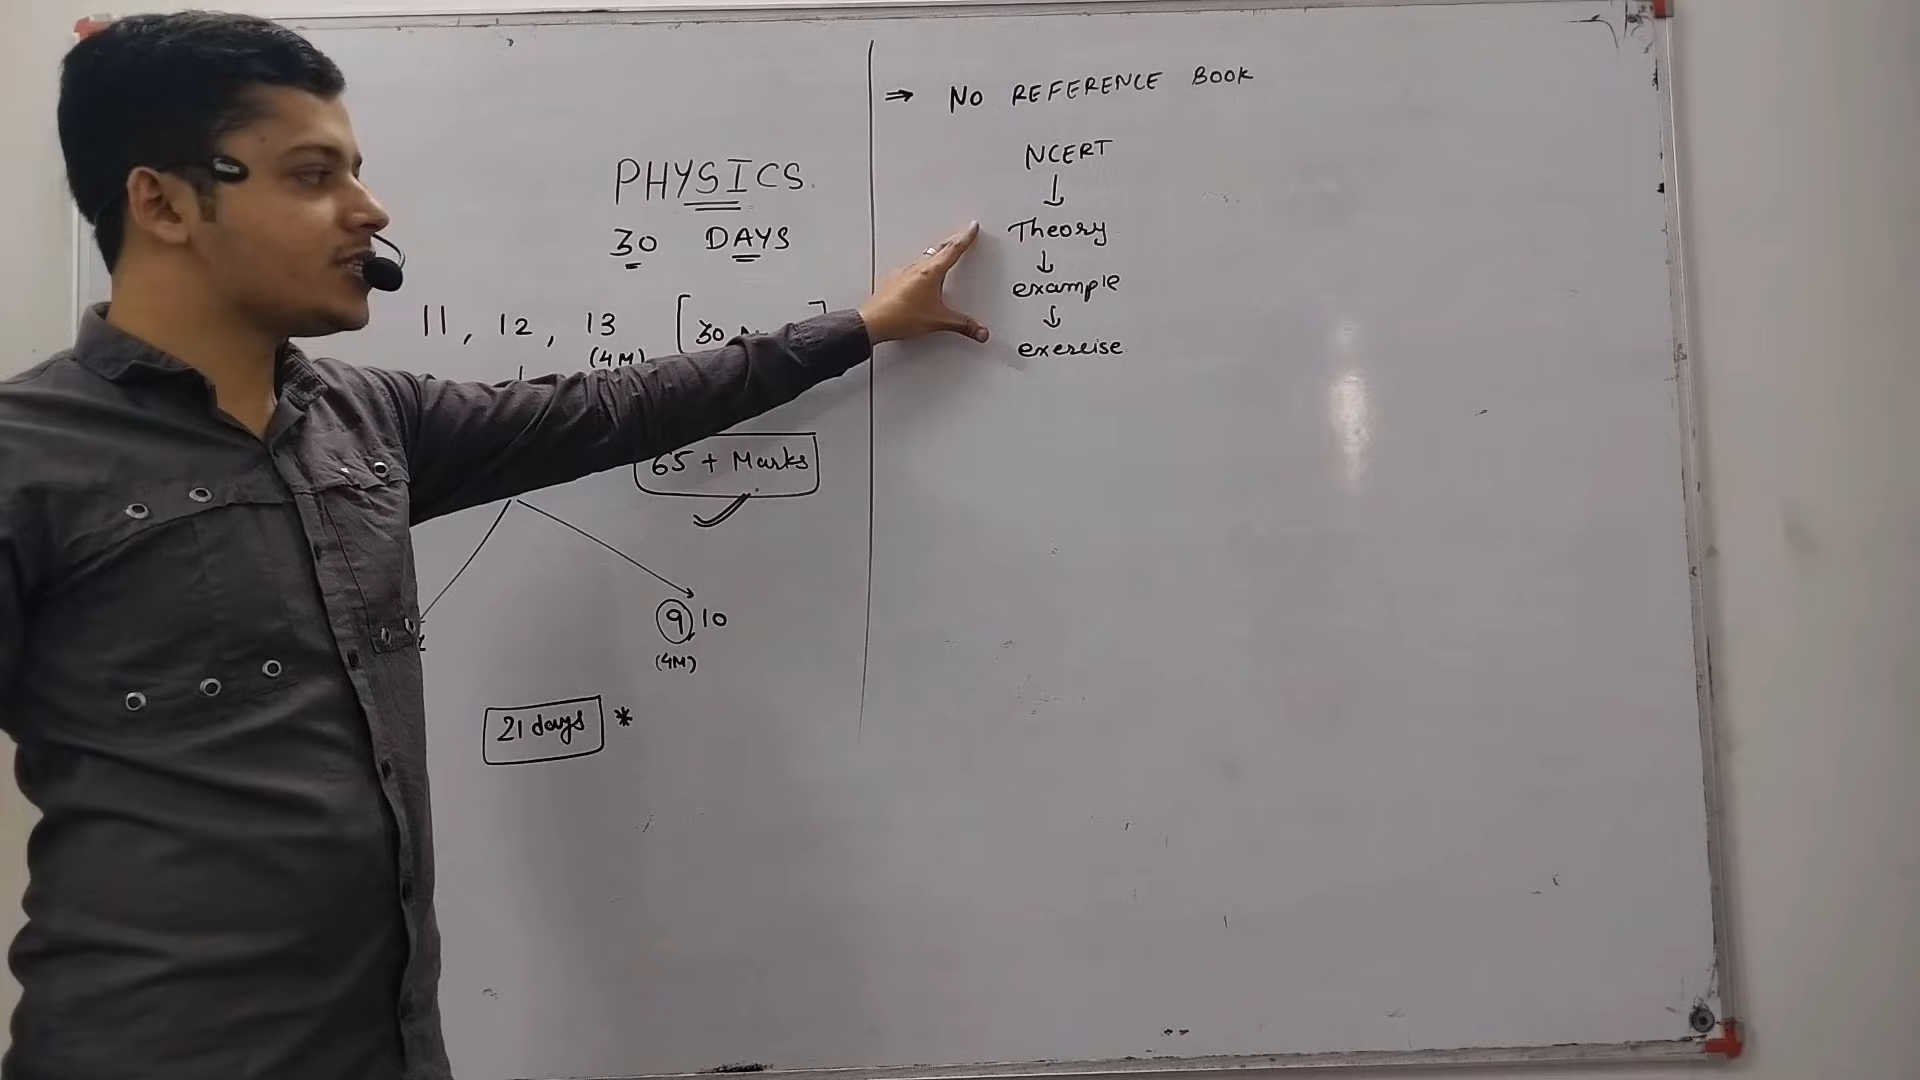 PHYSICS.
30 DAYS
11, 12, 13 [30
(4M)
65 + Marks
9, 10
(4M)
21 days *
⇒ NO REFERENCE BOOK
NCERT
↓
Theory
↓
example
↓
exercise